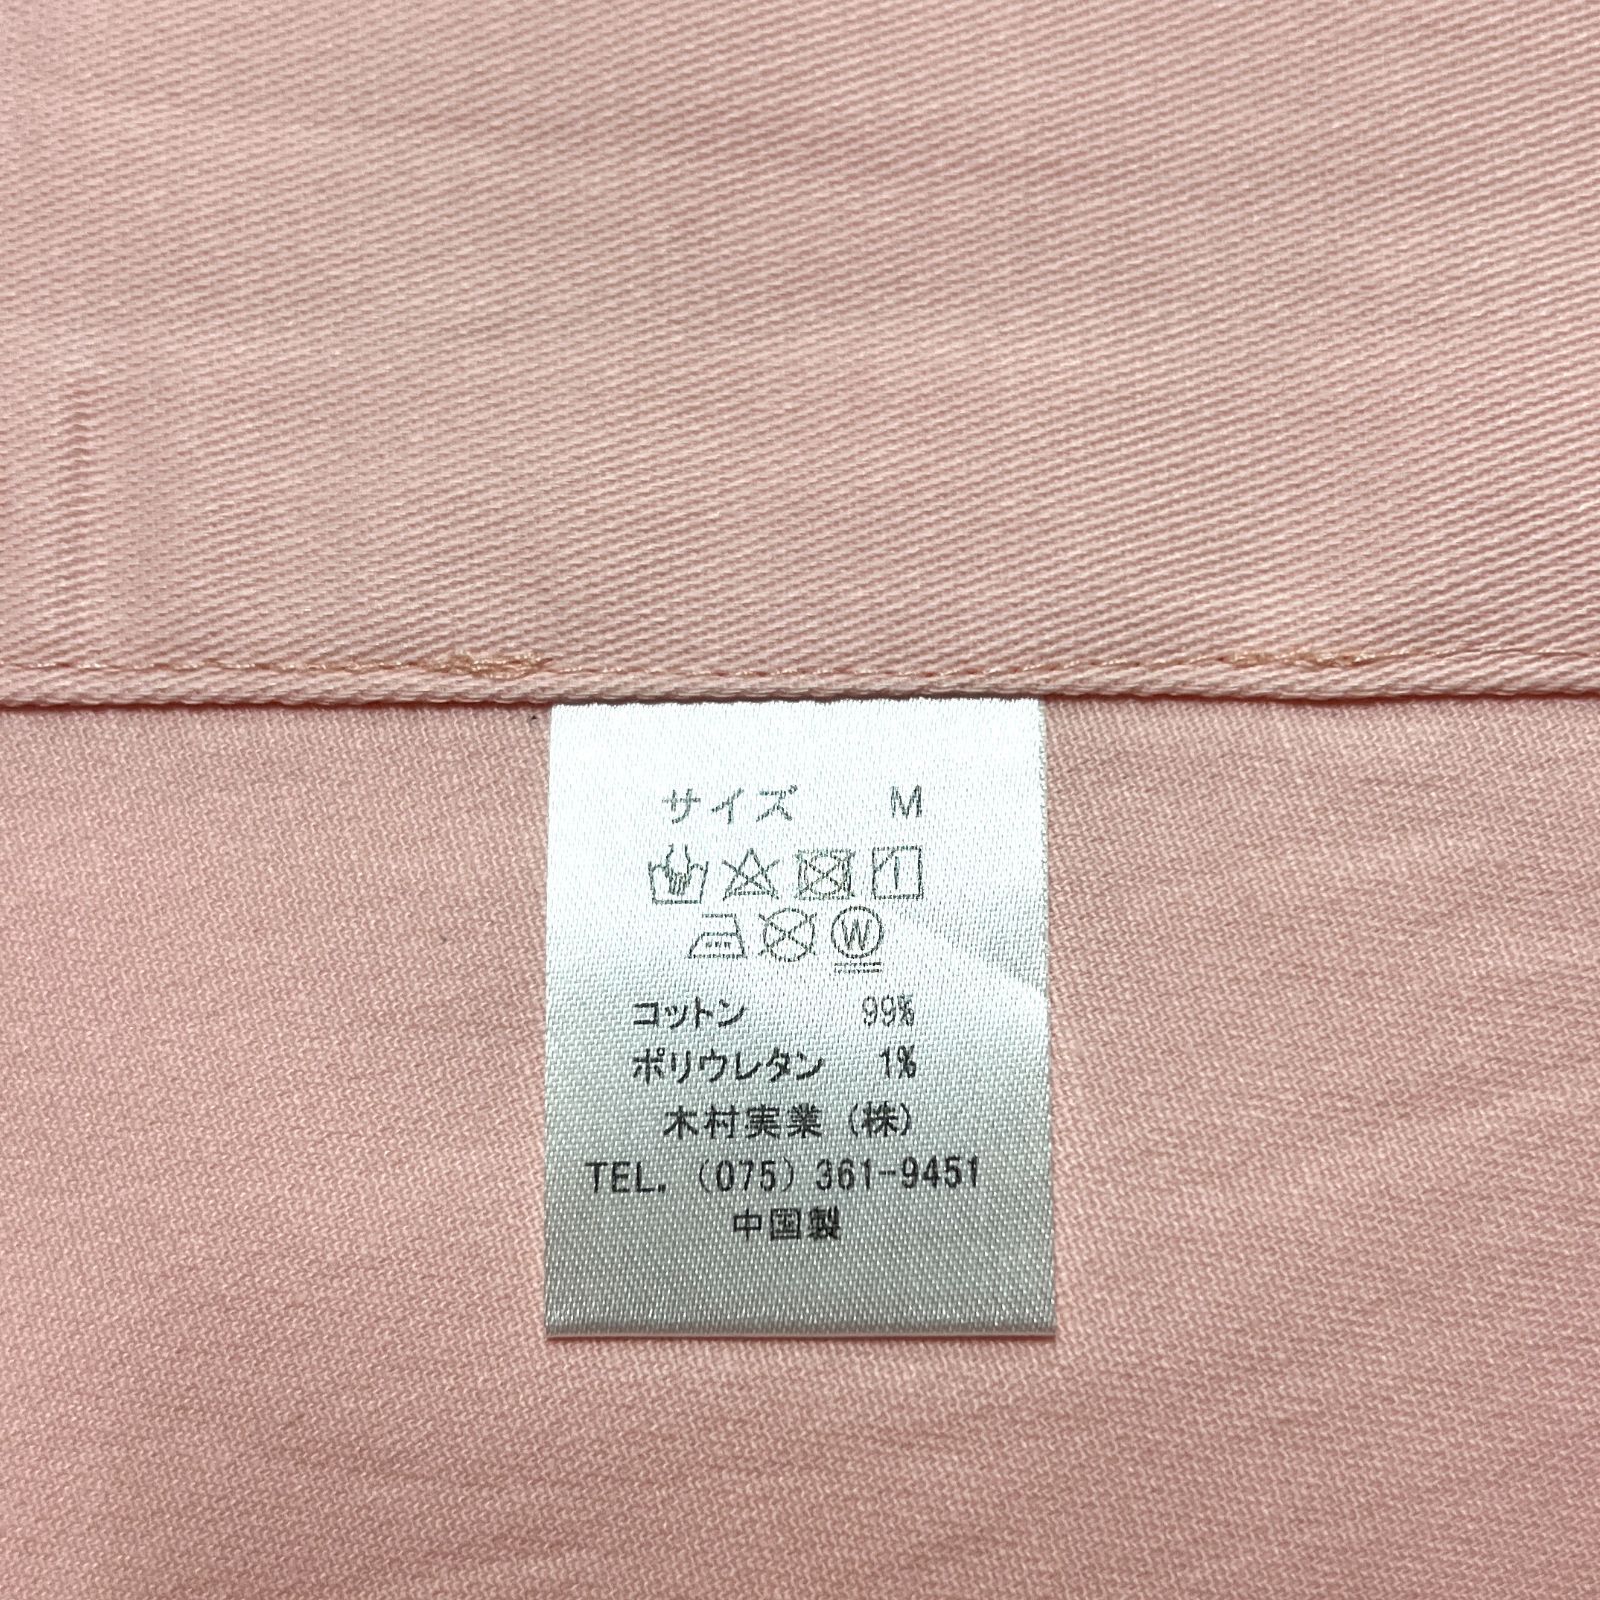 サイズ M
W
コットン 99%
ポリウレタン 1%
木村実業(株)
TEL.(075)361-9451
中国製